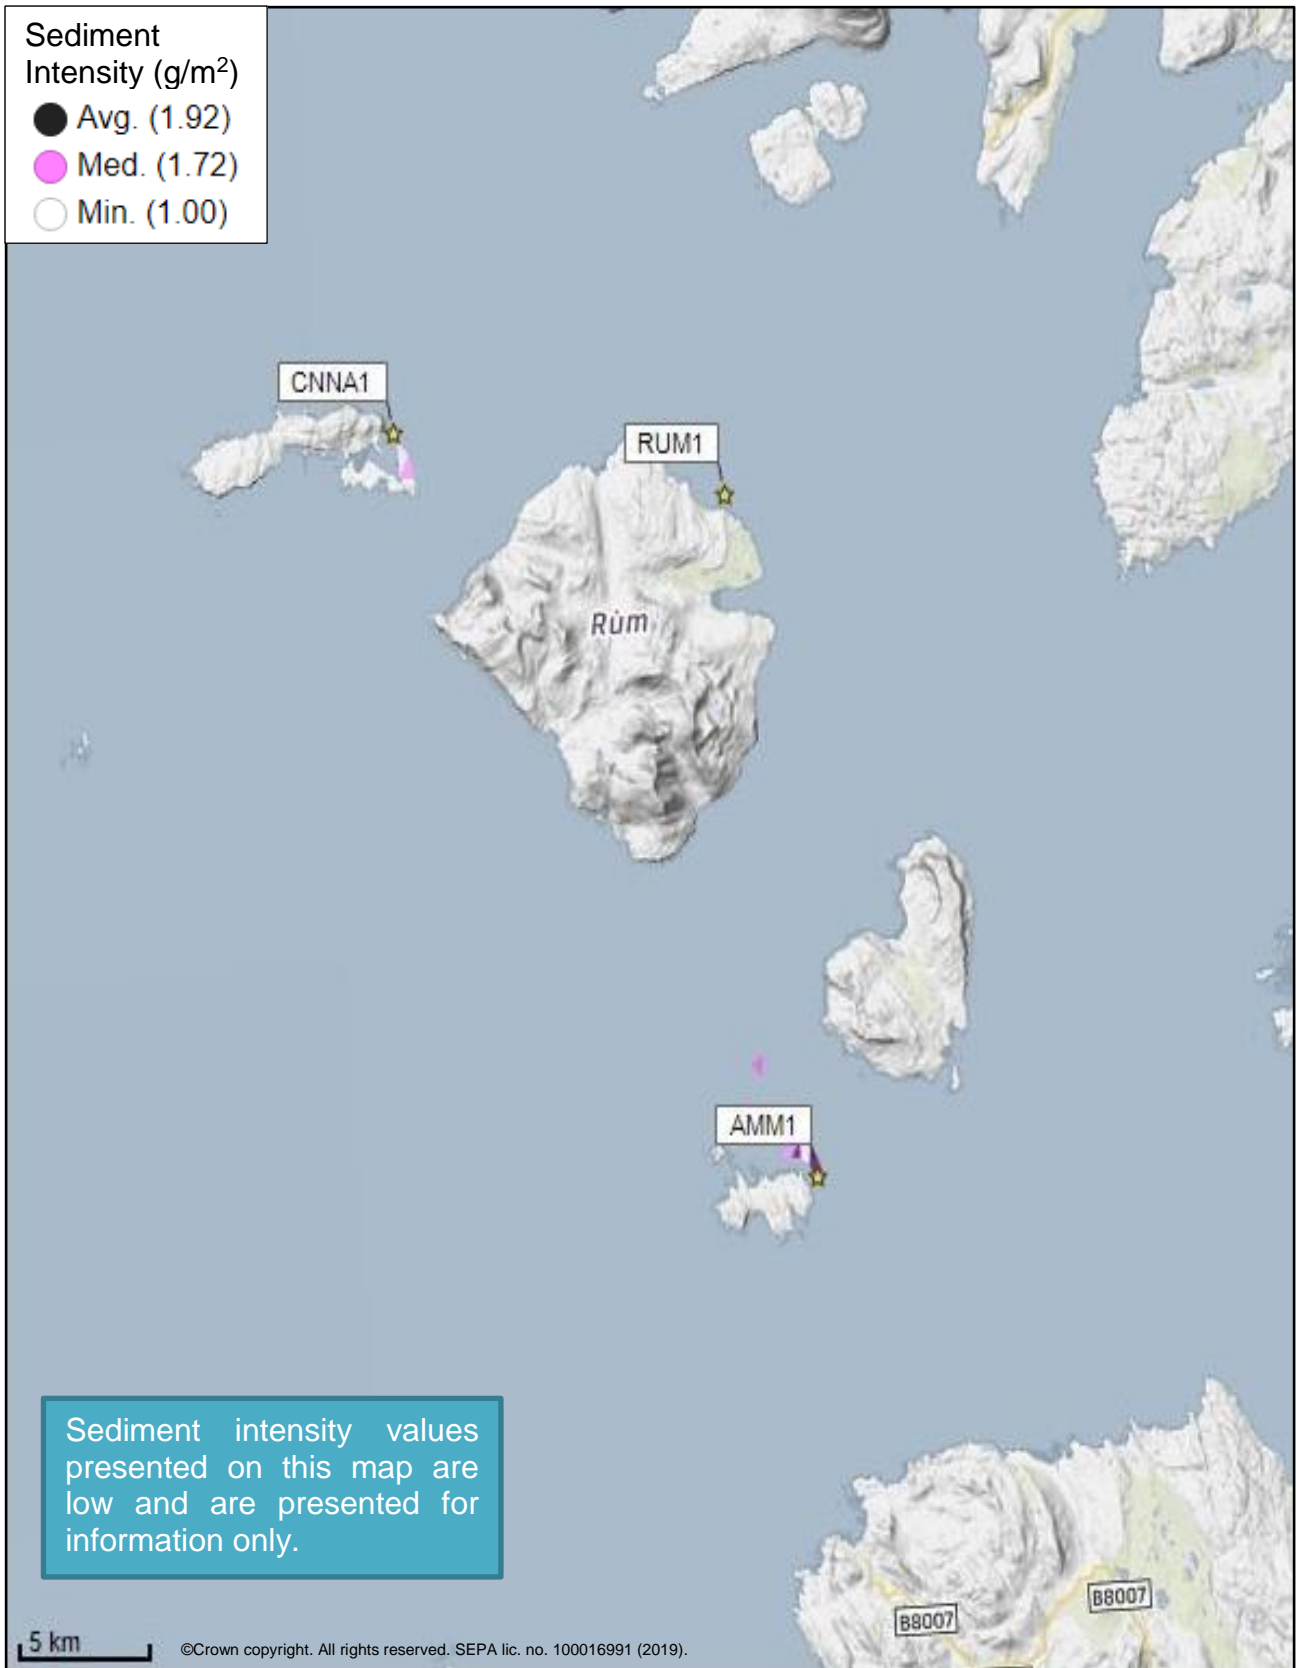 Sediment
Intensity (g/m²)
Avg. (1.92)
Med. (1.72)
Min. (1.00)
CNNA1
RUM1
Rùm
AMM1
Sediment intensity values
presented on this map are
low and are presented for
information only.
B8007
B8007
5 km
©Crown copyright. All rights reserved. SEPA lic. no. 100016991 (2019).